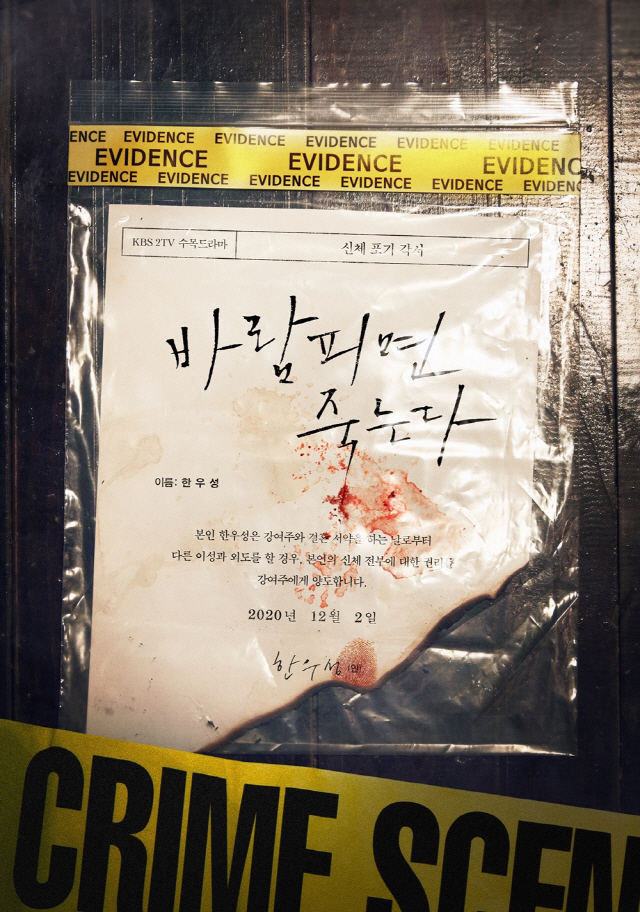 ENCE EVIDENCE EVIDENCE EVIDENCE EVIDENCE EVIDENCE
EVIDENCE EVIDENCE EVIDENC
EVIDENCE EVIDENCE EVIDENCE EVIDENCE EVIDENCE EVIDENC
KBS 2TV 수목드라마 신체 포기 각서
바람피면
죽는다
이름: 한우성
본인 한우성은 강여주와 결혼 서약을 하는 날로부터
다른 이성과 외도를 할 경우, 본인의 신체 전부에 대한 권리를
강여주에게 양도합니다.
2020년 12월 2일
한우성 (인)
CRIME SCEN